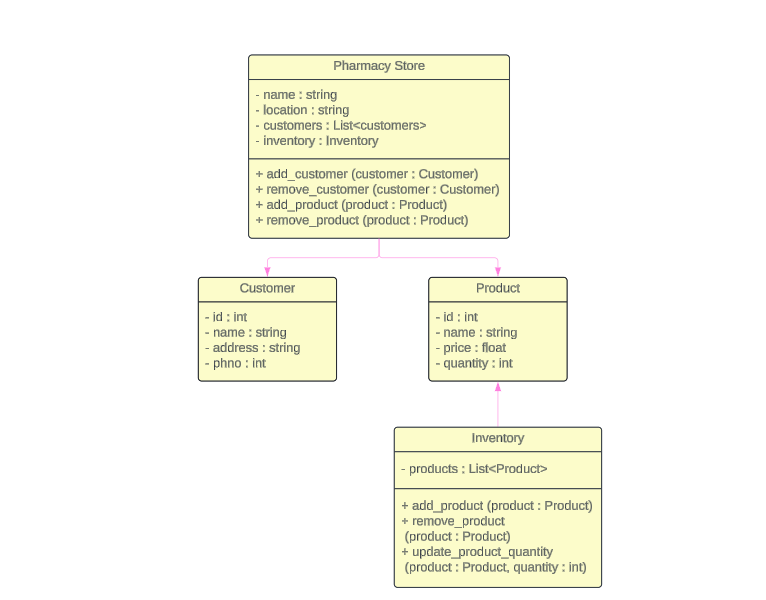 Pharmacy Store
- name : string
- location : string
- customers : List<customers>
- inventory : Inventory
+ add_customer (customer : Customer)
+ remove_customer (customer : Customer)
+ add_product (product : Product)
+ remove_product (product : Product)
Customer
- id : int
- name : string
- address : string
- phno : int
Product
- id : int
- name : string
- price : float
- quantity : int
Inventory
- products : List<Product>
+ add_product (product : Product)
+ remove_product
(product : Product)
+ update_product_quantity
(product : Product, quantity : int)